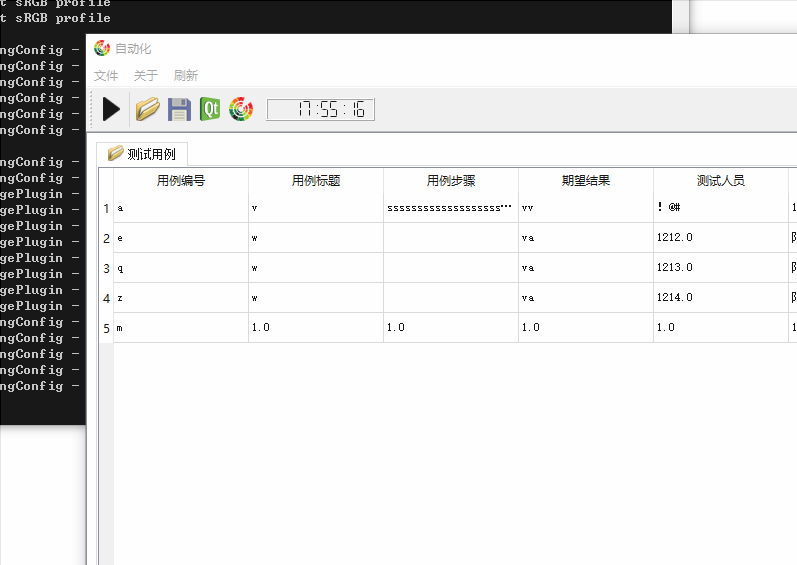 t sRGB profile
t sRGB profile
ngConfig -
ngConfig -
ngConfig -
ngConfig -
ngConfig -
ngConfig -
ngConfig -
ngConfig -
gePlugin -
gePlugin -
gePlugin -
gePlugin -
gePlugin -
gePlugin -
gePlugin -
gePlugin -
ngConfig -
ngConfig -
ngConfig -
ngConfig -
ngConfig -
自动化
文件 关于 刷新
Qt 17:55:16
测试用例
用例编号 用例标题 用例步骤 期望结果 测试人员
1 a v sssssssssssssssssss… vv ! @# 1
2 e w va 1212.0
3 q w va 1213.0
4 z w va 1214.0
5 m 1.0 1.0 1.0 1.0 1